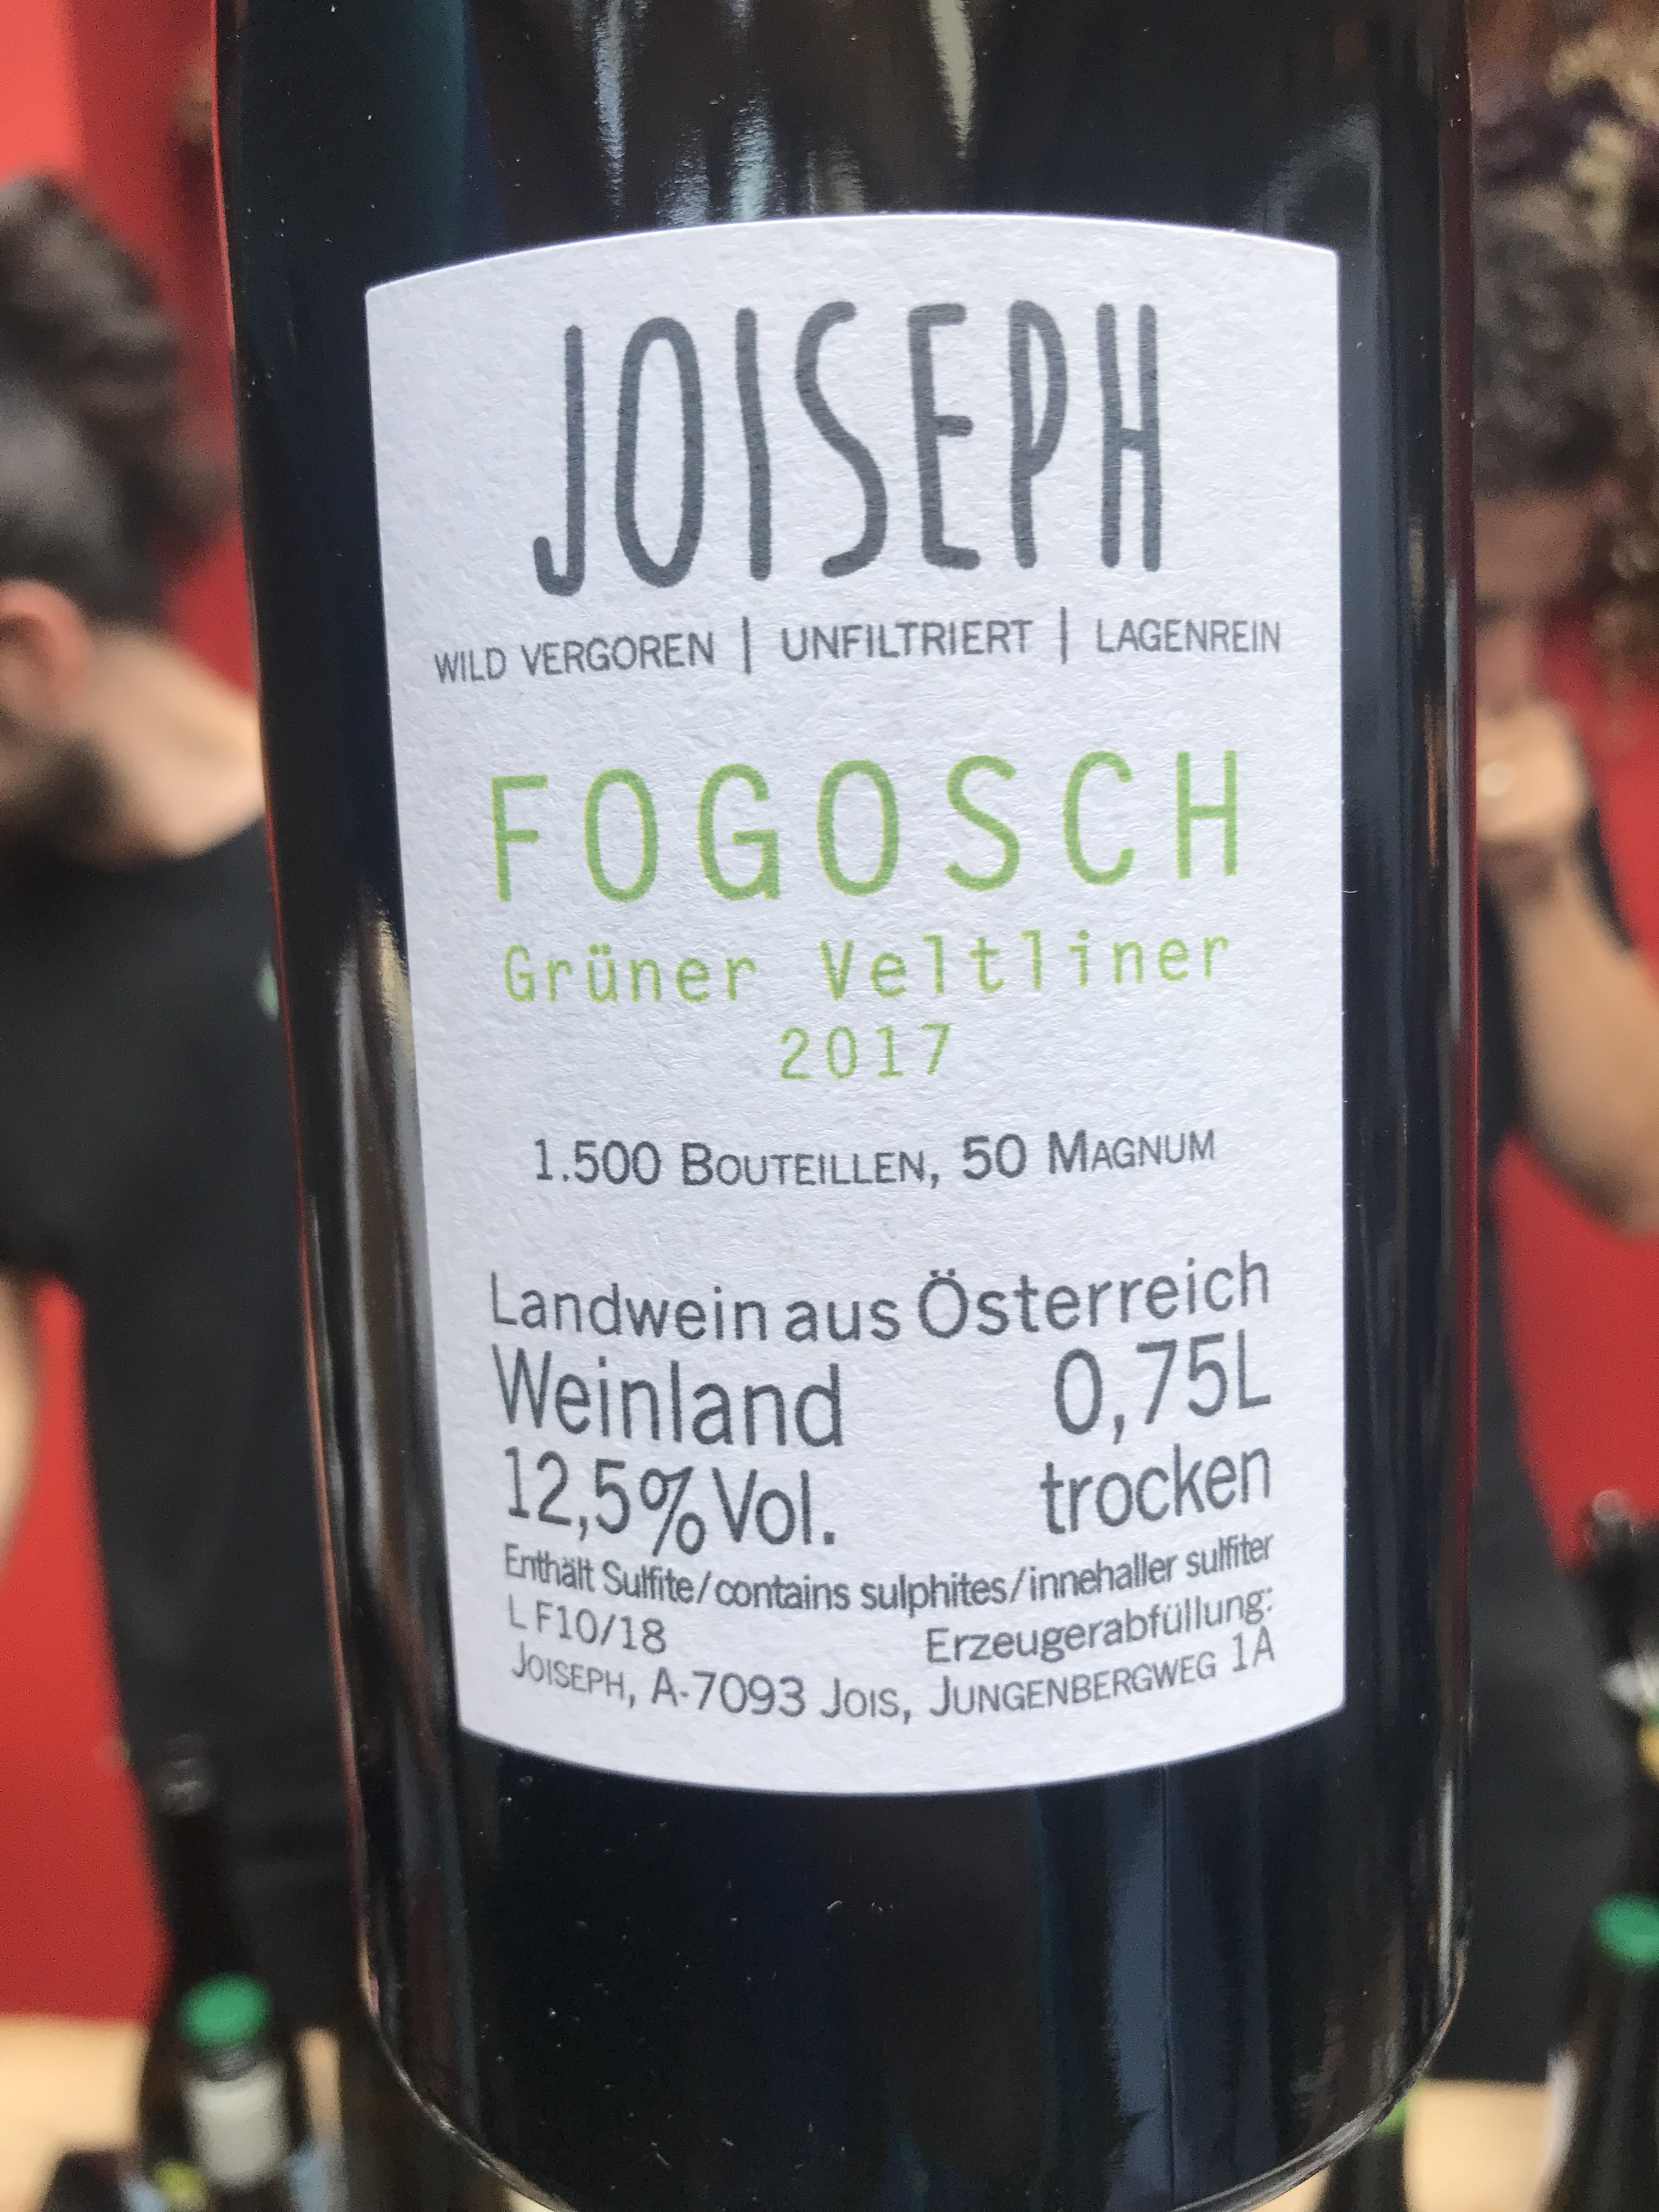 JOISEPH
WILD VERGOREN | UNFILTRIERT | LAGENREIN
FOGOSCH
Grüner Veltliner
2017
1.500 BOUTEILLEN, 50 MAGNUM
Landwein aus Österreich
Weinland 0,75L
12,5% Vol. trocken
Enthält Sulfite/contains sulphites/innehaller sulfiter
L F10/18 Erzeugerabfüllung:
JOISEPH, A-7093 JOIS, JUNGENBERGWEG 1A